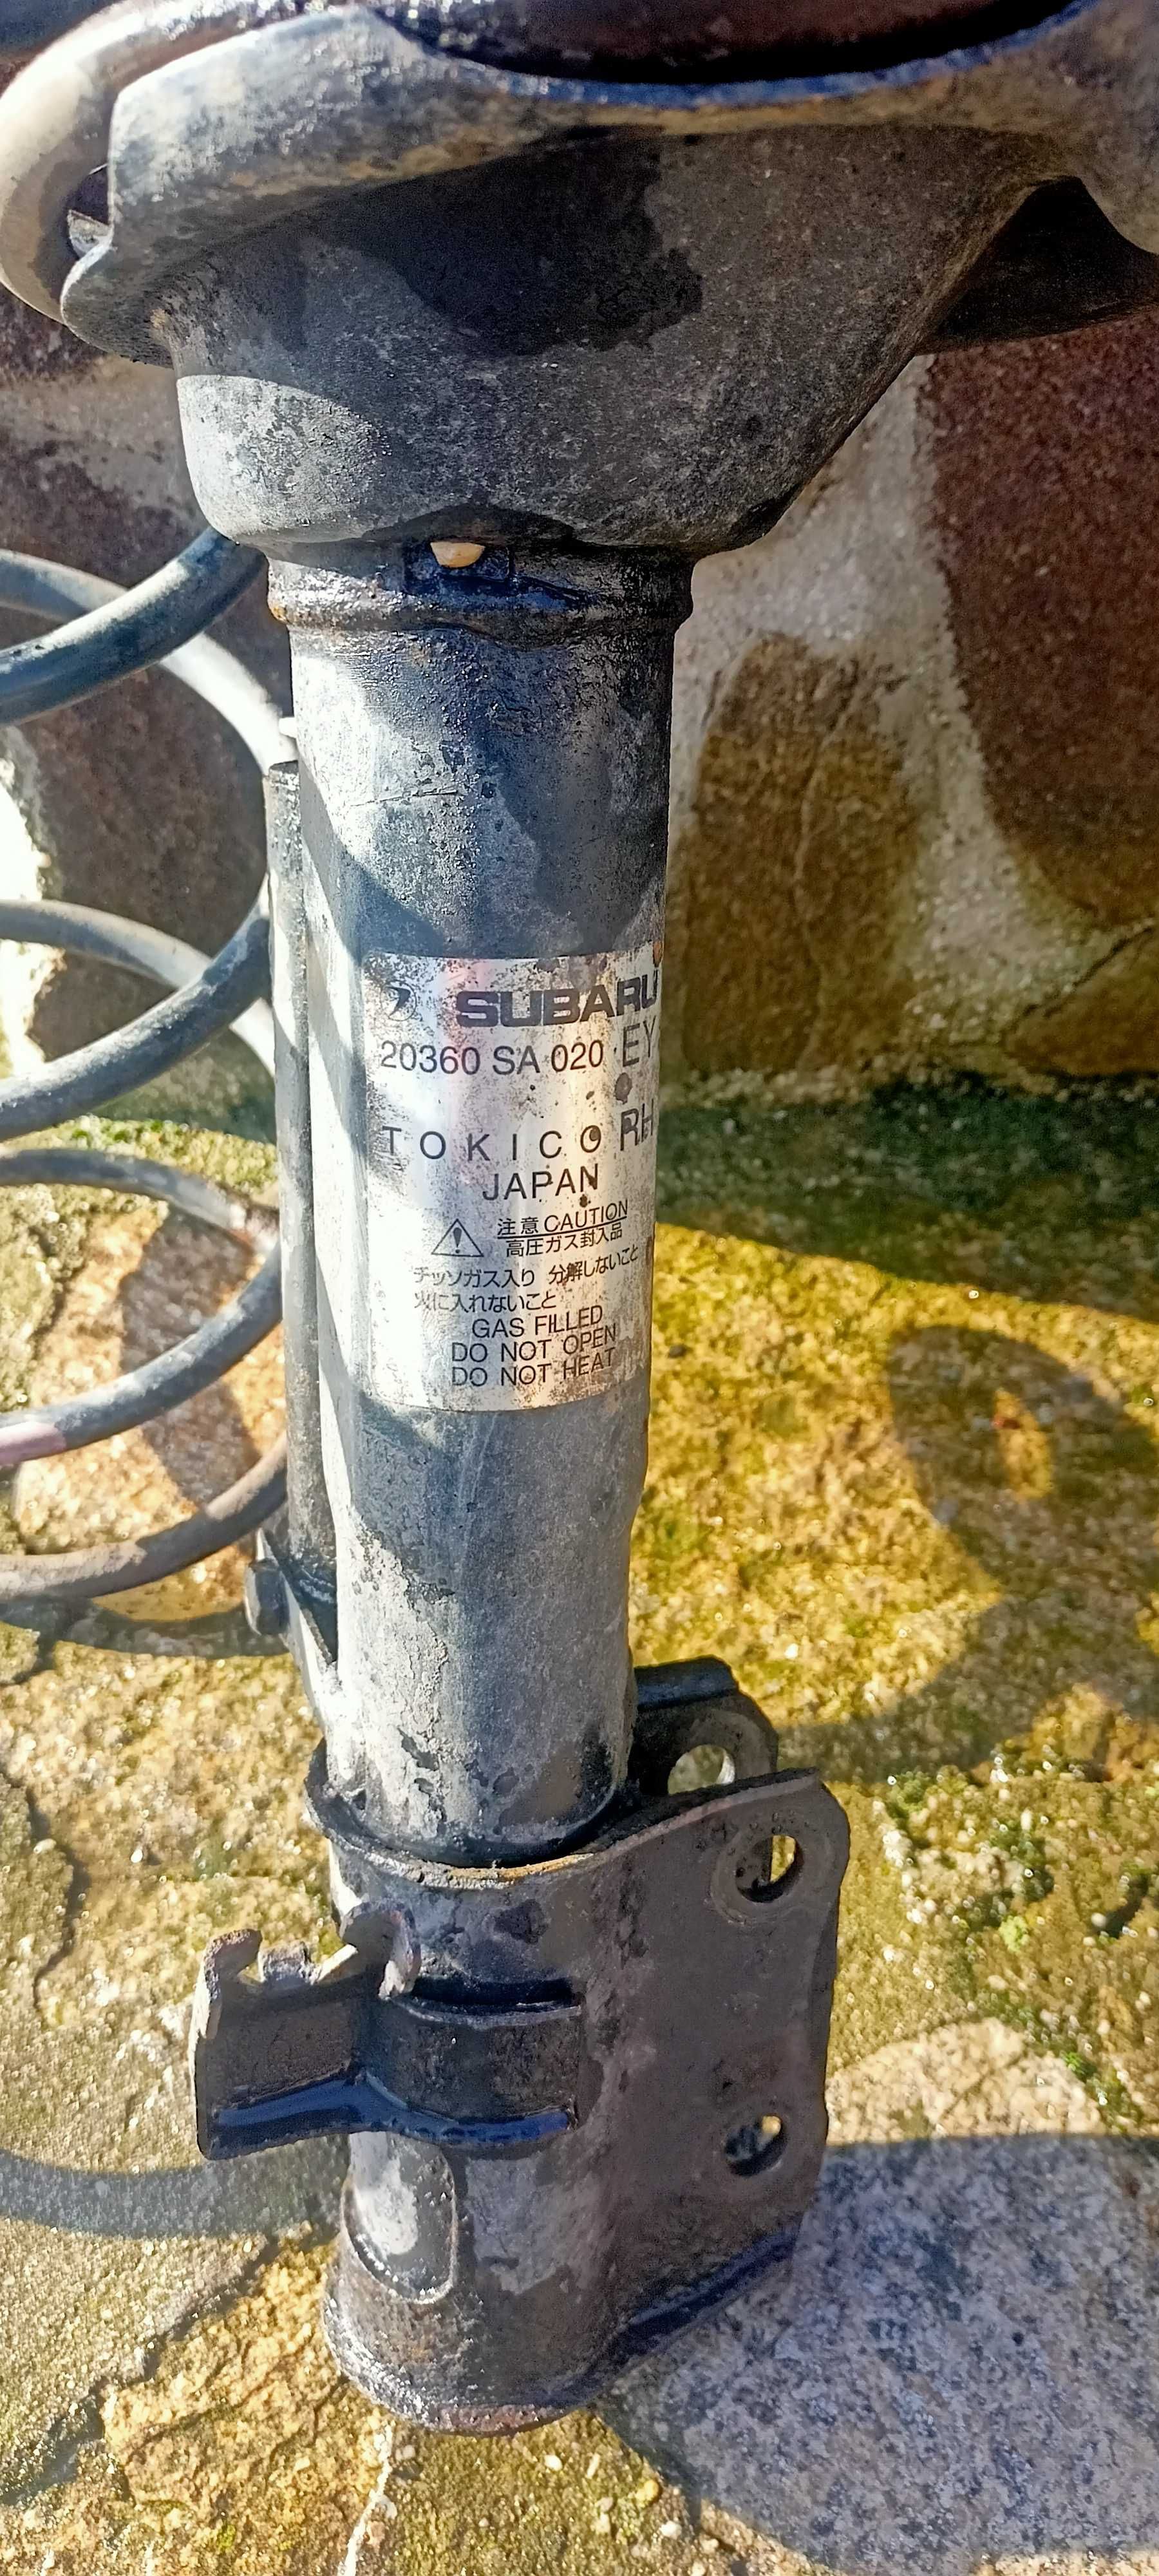 SUBARU
20360 SA 020 EY
TOKICO RH
JAPAN
注意 CAUTION
高圧ガス封入品
チッソガス入り 分解しないこと
火に入れないこと
GAS FILLED
DO NOT OPEN
DO NOT HEAT